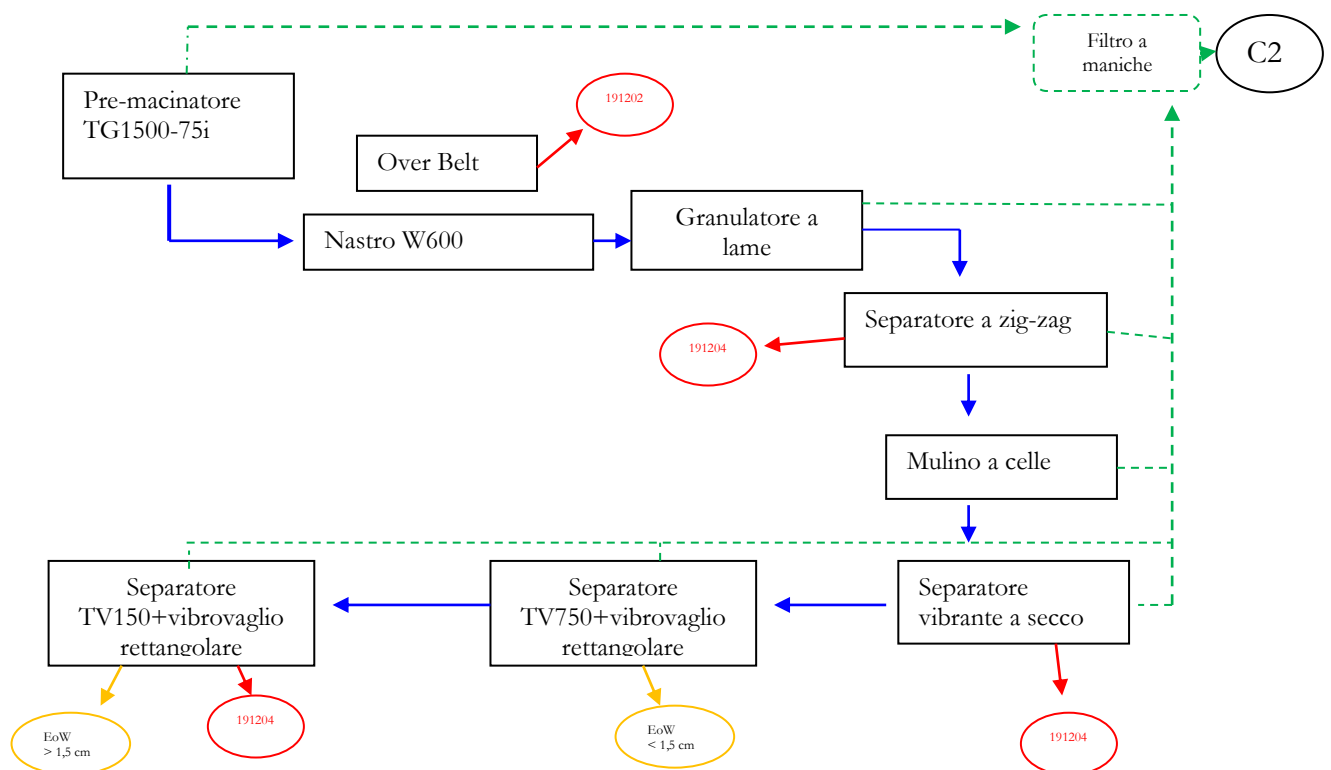 Filtro a
maniche
C2
Pre-macinatore
TG1500-75i
191202
Over Belt
Nastro W600
Granulatore a
lame
Separatore a zig-zag
191204
Mulino a celle
Separatore
TV150+vibrovaglio
rettangolare
Separatore
TV750+vibrovaglio
rettangolare
Separatore
vibrante a secco
EoW
> 1,5 cm
191204
EoW
< 1,5 cm
191204